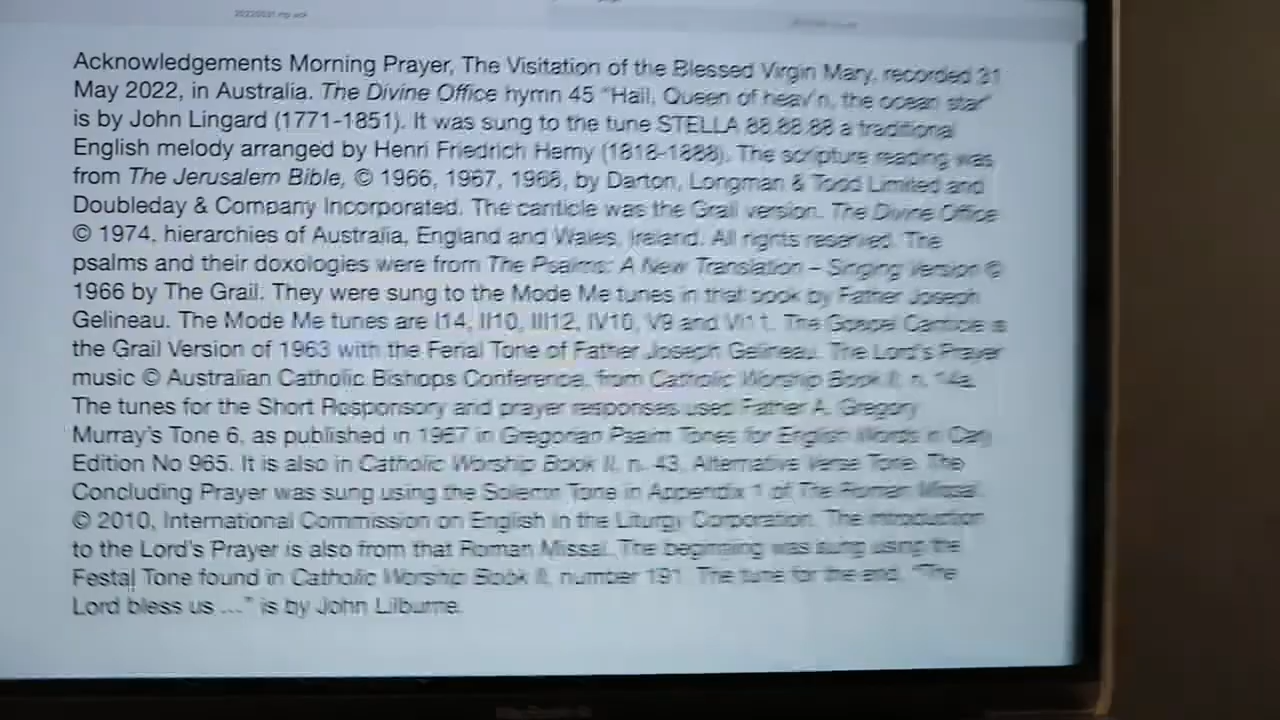 20220531 mp ack
Acknowledgements Morning Prayer, The Visitation of the Blessed Virgin Mary, recorded 31
May 2022, in Australia. The Divine Office hymn 45 "Hail, Queen of heav'n, the ocean star"
is by John Lingard (1771-1851). It was sung to the tune STELLA 88.88.88 a traditional
English melody arranged by Henri Friedrich Hemy (1818-1888). The scripture reading was
from The Jerusalem Bible, © 1966, 1967, 1968, by Darton, Longman & Todd Limited and
Doubleday & Company Incorporated. The canticle was the Grail version. The Divine Office
© 1974, hierarchies of Australia, England and Wales, Ireland. All rights reserved. The
psalms and their doxologies were from The Psalms: A New Translation – Singing Version ©
1966 by The Grail. They were sung to the Mode Me tunes in that book by Father Joseph
Gelineau. The Mode Me tunes are I14, II10, III12, IV10, V9 and VI11. The Gospel Canticle is
the Grail Version of 1963 with the Ferial Tone of Father Joseph Gelineau. The Lord's Prayer
music © Australian Catholic Bishops Conference, from Catholic Worship Book II, n. 14a.
The tunes for the Short Responsory and prayer responses used Father A. Gregory
Murray's Tone 6, as published in 1967 in Gregorian Psalm Tones for English Words in Cary
Edition No 965. It is also in Catholic Worship Book II, n. 43, Alternative Verse Tone. The
Concluding Prayer was sung using the Solemn Tone in Appendix 1 of The Roman Missal
© 2010, International Commission on English in the Liturgy Corporation. The introduction
to the Lord's Prayer is also from that Roman Missal. The beginning was sung using the
Festal Tone found in Catholic Worship Book II, number 191. The tune for the end, "The
Lord bless us ..." is by John Lilburne.